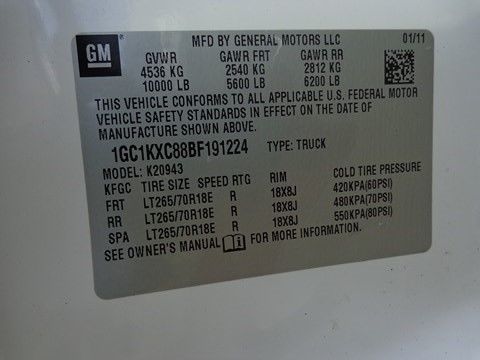 GM
MFD BY GENERAL MOTORS LLC 01/11
GVWR GAWR FRT GAWR RR
4536 KG 2540 KG 2812 KG
10000 LB 5600 LB 6200 LB
THIS VEHICLE CONFORMS TO ALL APPLICABLE U.S. FEDERAL MOTOR
VEHICLE SAFETY STANDARDS IN EFFECT ON THE DATE OF
MANUFACTURE SHOWN ABOVE.
1GC1KXC88BF191224 TYPE: TRUCK
MODEL: K20943
KFGC TIRE SIZE SPEED RTG RIM COLD TIRE PRESSURE
FRT LT265/70R18E R 18X8J 420KPA(60PSI)
RR LT265/70R18E R 18X8J 480KPA(70PSI)
SPA LT265/70R18E R 18X8J 550KPA(80PSI)
SEE OWNER'S MANUAL FOR MORE INFORMATION.